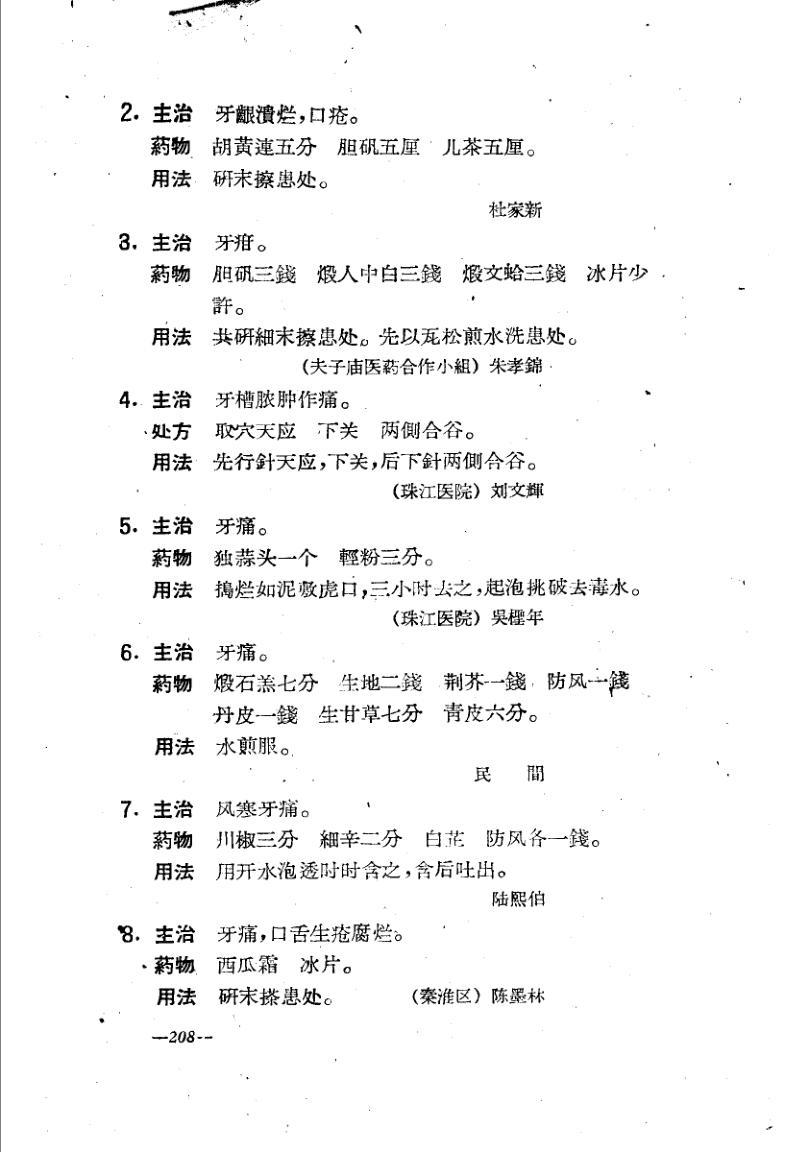 2. 主治 牙齦潰烂,口疮。
葯物 胡黃連五分 胆矾五厘 儿茶五厘。
用法 研末擦患处。
杜家新
3. 主治 牙疳。
葯物 胆矾三錢 煅人中白三錢 煅文蛤三錢 冰片少
許。
用法 共研細末擦患处。先以瓦松煎水洗患处。
(夫子庙医葯合作小組) 朱孝錦
4. 主治 牙槽脓肿作痛。
处方 取穴天应 下关 两側合谷。
用法 先行針天应,下关,后下針两側合谷。
(珠江医院) 刘文輝
5. 主治 牙痛。
葯物 独蒜头一个 輕粉三分。
用法 搗烂如泥敷虎口,三小时去之,起泡挑破去毒水。
(珠江医院) 吳樫年
6. 主治 牙痛。
葯物 煅石羔七分 生地二錢 荆芥一錢 防风一錢
丹皮一錢 生甘草七分 青皮六分。
用法 水煎服。
民 間
7. 主治 风寒牙痛。
葯物 川椒三分 細辛二分 白芷 防风各一錢。
用法 用开水泡透时时含之,含后吐出。
陆熙伯
8. 主治 牙痛,口舌生疮腐烂。
葯物 西瓜霜 冰片。
用法 研末搽患处。 (秦淮区) 陈墨林
—208--